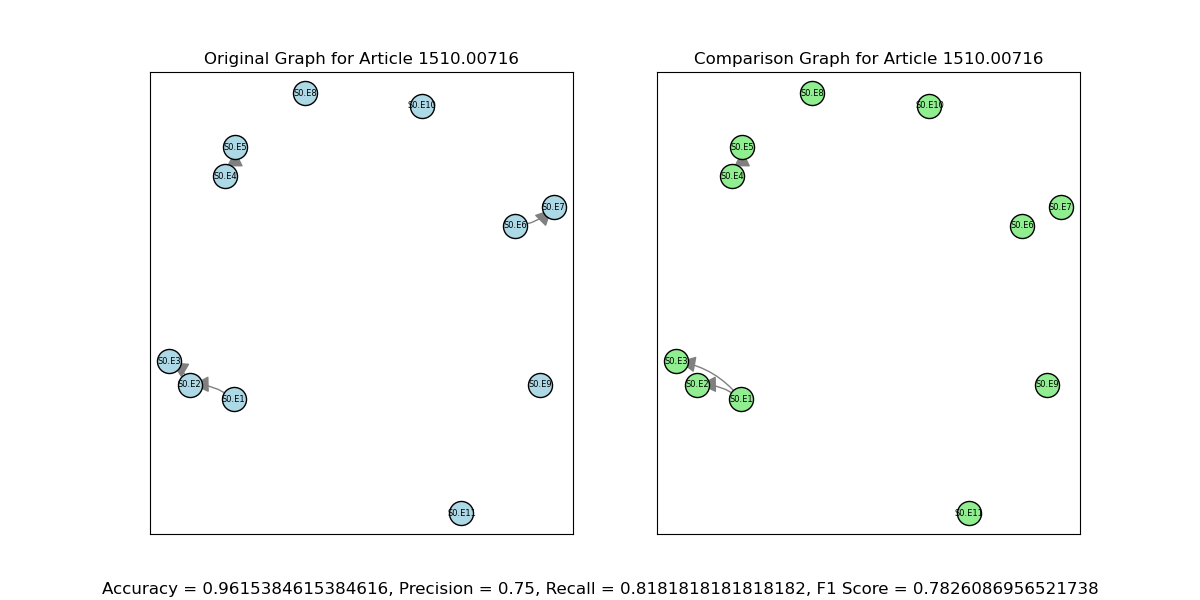 Original Graph for Article 1510.00716
S0.E8
S0.E10
S0.E5
S0.E4
S0.E7
S0.E6
S0.E3
S0.E2
S0.E1
S0.E9
S0.E11
Comparison Graph for Article 1510.00716
S0.E8
S0.E10
S0.E5
S0.E4
S0.E7
S0.E6
S0.E3
S0.E2
S0.E1
S0.E9
S0.E11
Accuracy = 0.9615384615384616, Precision = 0.75, Recall = 0.8181818181818182, F1 Score = 0.7826086956521738